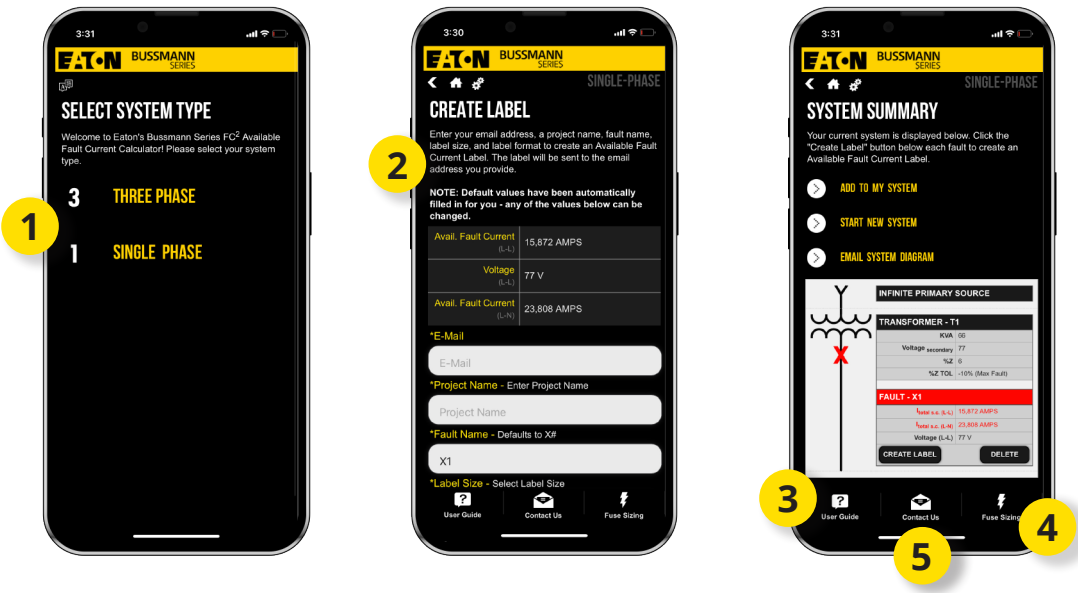 3:31
EATON BUSSMANN
SERIES
SELECT SYSTEM TYPE
Welcome to Eaton's Bussmann Series FC2 Available
Fault Current Calculator! Please select your system
type.
3 THREE PHASE
1
1 SINGLE PHASE
3:30
EATON BUSSMANN
SERIES
SINGLE-PHASE
CREATE LABEL
Enter your email address, a project name, fault name,
label size, and label format to create an Available Fault
Current Label. The label will be sent to the email
address you provide.
2
NOTE: Default values have been automatically
filled in for you - any of the values below can be
changed.
Avail. Fault Current (L-L) 15,872 AMPS
Voltage (L-L) 77 V
Avail. Fault Current (L-N) 23,808 AMPS
*E-Mail
E-Mail
*Project Name - Enter Project Name
Project Name
*Fault Name - Defaults to X#
X1
*Label Size - Select Label Size
User Guide Contact Us Fuse Sizing
3:31
EATON BUSSMANN
SERIES
SINGLE-PHASE
SYSTEM SUMMARY
Your current system is displayed below. Click the
"Create Label" button below each fault to create an
Available Fault Current Label.
ADD TO MY SYSTEM
START NEW SYSTEM
EMAIL SYSTEM DIAGRAM
INFINITE PRIMARY SOURCE
TRANSFORMER - T1
KVA 66
Voltage secondary 77
%Z 6
%Z TOL -10% (Max Fault)
X
FAULT - X1
Itotal s.c. (L-L) 15,872 AMPS
Itotal s.c. (L-N) 23,808 AMPS
Voltage (L-L) 77 V
CREATE LABEL DELETE
3
User Guide Contact Us Fuse Sizing
4
5